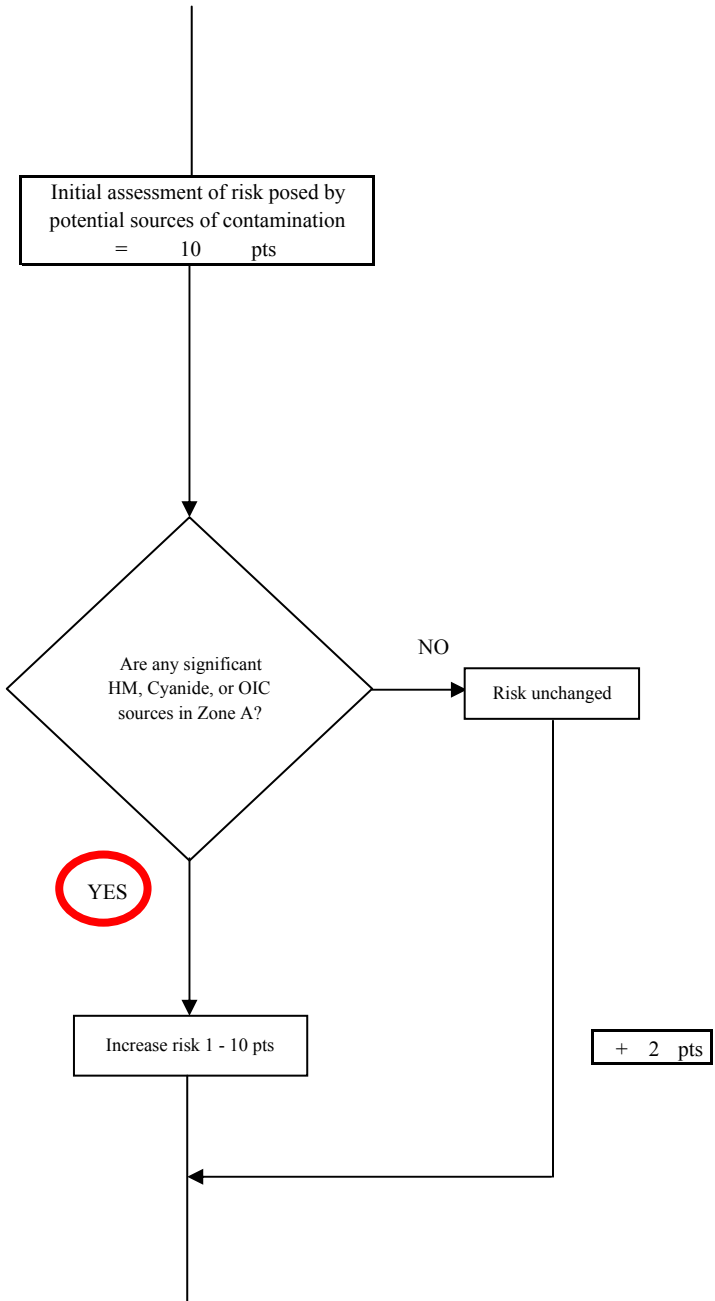 Initial assessment of risk posed by
potential sources of contamination
= 10 pts
Are any significant
HM, Cyanide, or OIC
sources in Zone A?
NO
Risk unchanged
YES
Increase risk 1 - 10 pts
+ 2 pts